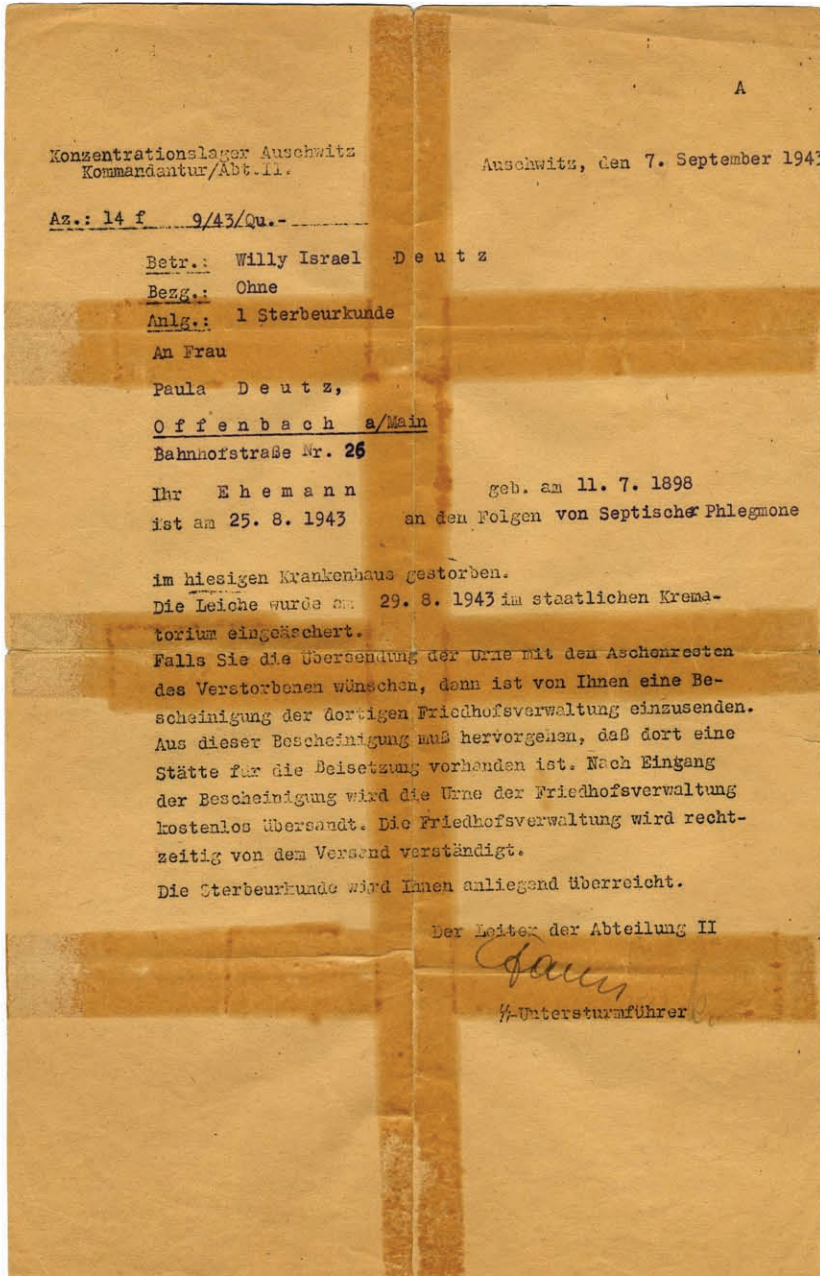 A
Konzentrationslager Auschwitz
Kommandantur/Abt.II.
Auschwitz, den 7. September 1943
Az.: 14 f 9/43/Qu.-
Betr.: Willy Israel D e u t z
Bezg.: Ohne
Anlg.: 1 Sterbeurkunde
An Frau
Paula D e u t z,
O f f e n b a c h a/Main
Bahnhofstraße Nr. 26
Ihr E h e m a n n geb. am 11. 7. 1898
ist am 25. 8. 1943 an den Folgen von Septischer Phlegmone
im hiesigen Krankenhaus gestorben.
Die Leiche wurde am 29. 8. 1943 im staatlichen Krema-
torium eingeäschert.
Falls Sie die Übersendung der Urne mit den Aschenresten
des Verstorbenen wünschen, dann ist von Ihnen eine Be-
scheinigung der dortigen Friedhofsverwaltung einzusenden.
Aus dieser Bescheinigung muß hervorgehen, daß dort eine
Stätte für die Beisetzung vorhanden ist. Nach Eingang
der Bescheinigung wird die Urne der Friedhofsverwaltung
kostenlos übersandt. Die Friedhofsverwaltung wird recht-
zeitig von dem Versand verständigt.
Die Sterbeurkunde wird Ihnen anliegend überreicht.
Der Leiter der Abteilung II
SS-Untersturmführer